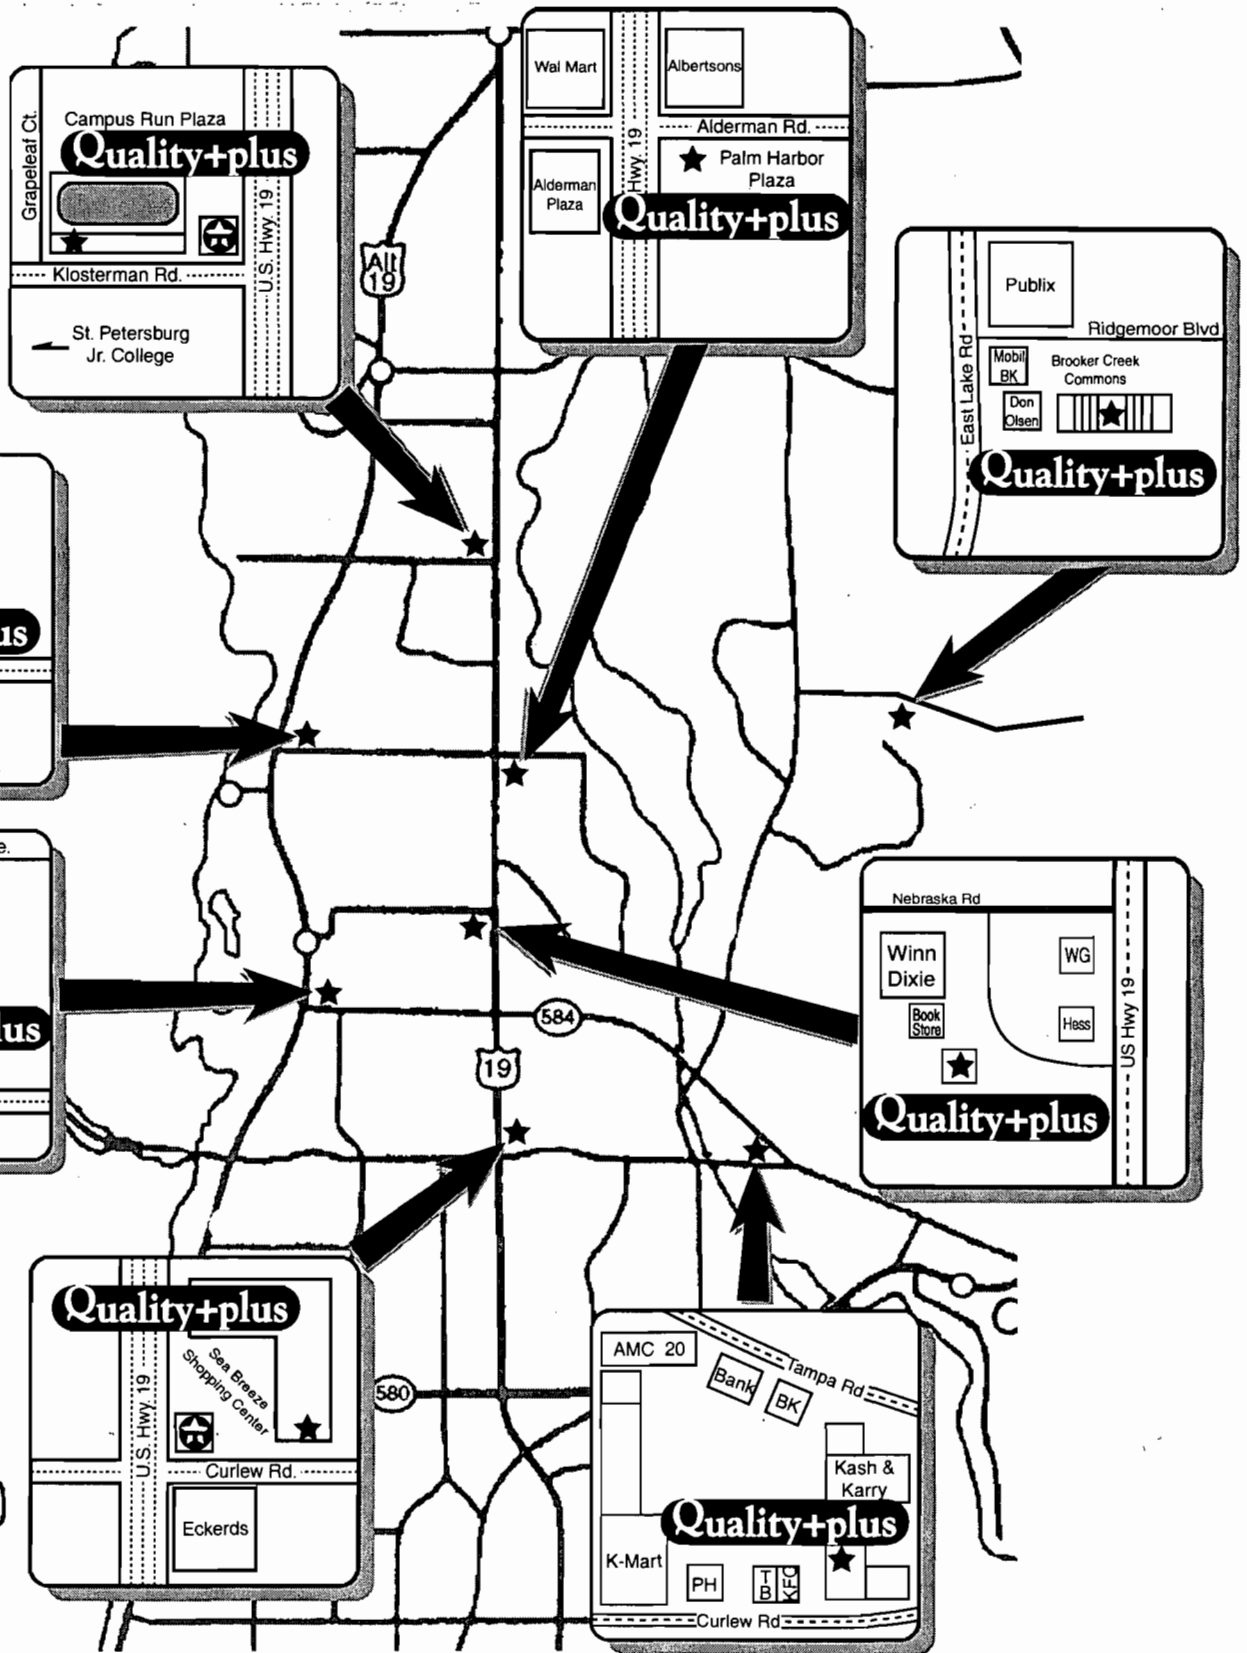 Grapeleaf Ct.
Campus Run Plaza
Quality+plus
U.S. Hwy. 19
Klosterman Rd.
St. Petersburg
Jr. College
Alt
19
Wal Mart
Albertsons
Hwy. 19
Alderman Rd.
Palm Harbor
Plaza
Alderman
Plaza
Quality+plus
Publix
Ridgemoor Blvd
East Lake Rd
Mobil
BK
Brooker Creek
Commons
Don
Olsen
Quality+plus
us
e.
lus
Nebraska Rd
Winn
Dixie
WG
Book
Store
Hess
US Hwy 19
Quality+plus
584
19
Quality+plus
Sea Breeze
Shopping Center
U.S. Hwy. 19
Curlew Rd.
Eckerds
580
AMC 20
Tampa Rd
Bank
BK
Kash &
Karry
Quality+plus
K-Mart
PH
T
B
KFC
Curlew Rd